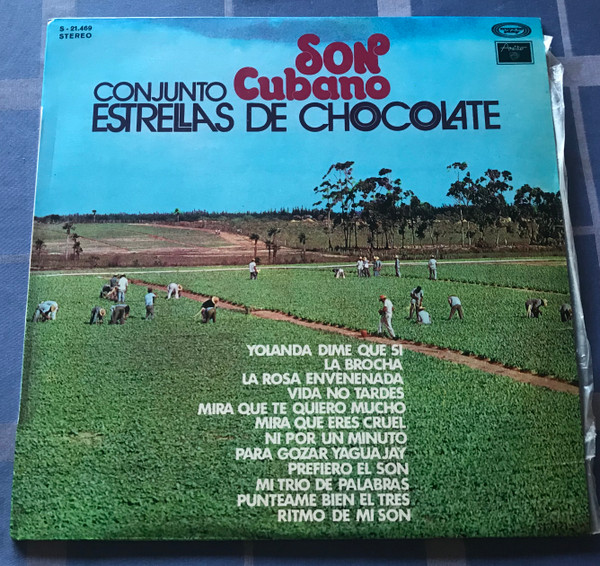 S - 21.469
STEREO
SON
Cubano
CONJUNTO
ESTRELLAS DE CHOCOLATE
YOLANDA DIME QUE SI
LA BROCHA
LA ROSA ENVENENADA
VIDA NO TARDES
MIRA QUE TE QUIERO MUCHO
MIRA QUE ERES CRUEL
NI POR UN MINUTO
PARA GOZAR YAGUAJAY
PREFIERO EL SON
MI TRIO DE PALABRAS
PUNTEAME BIEN EL TRES
RITMO DE MI SON